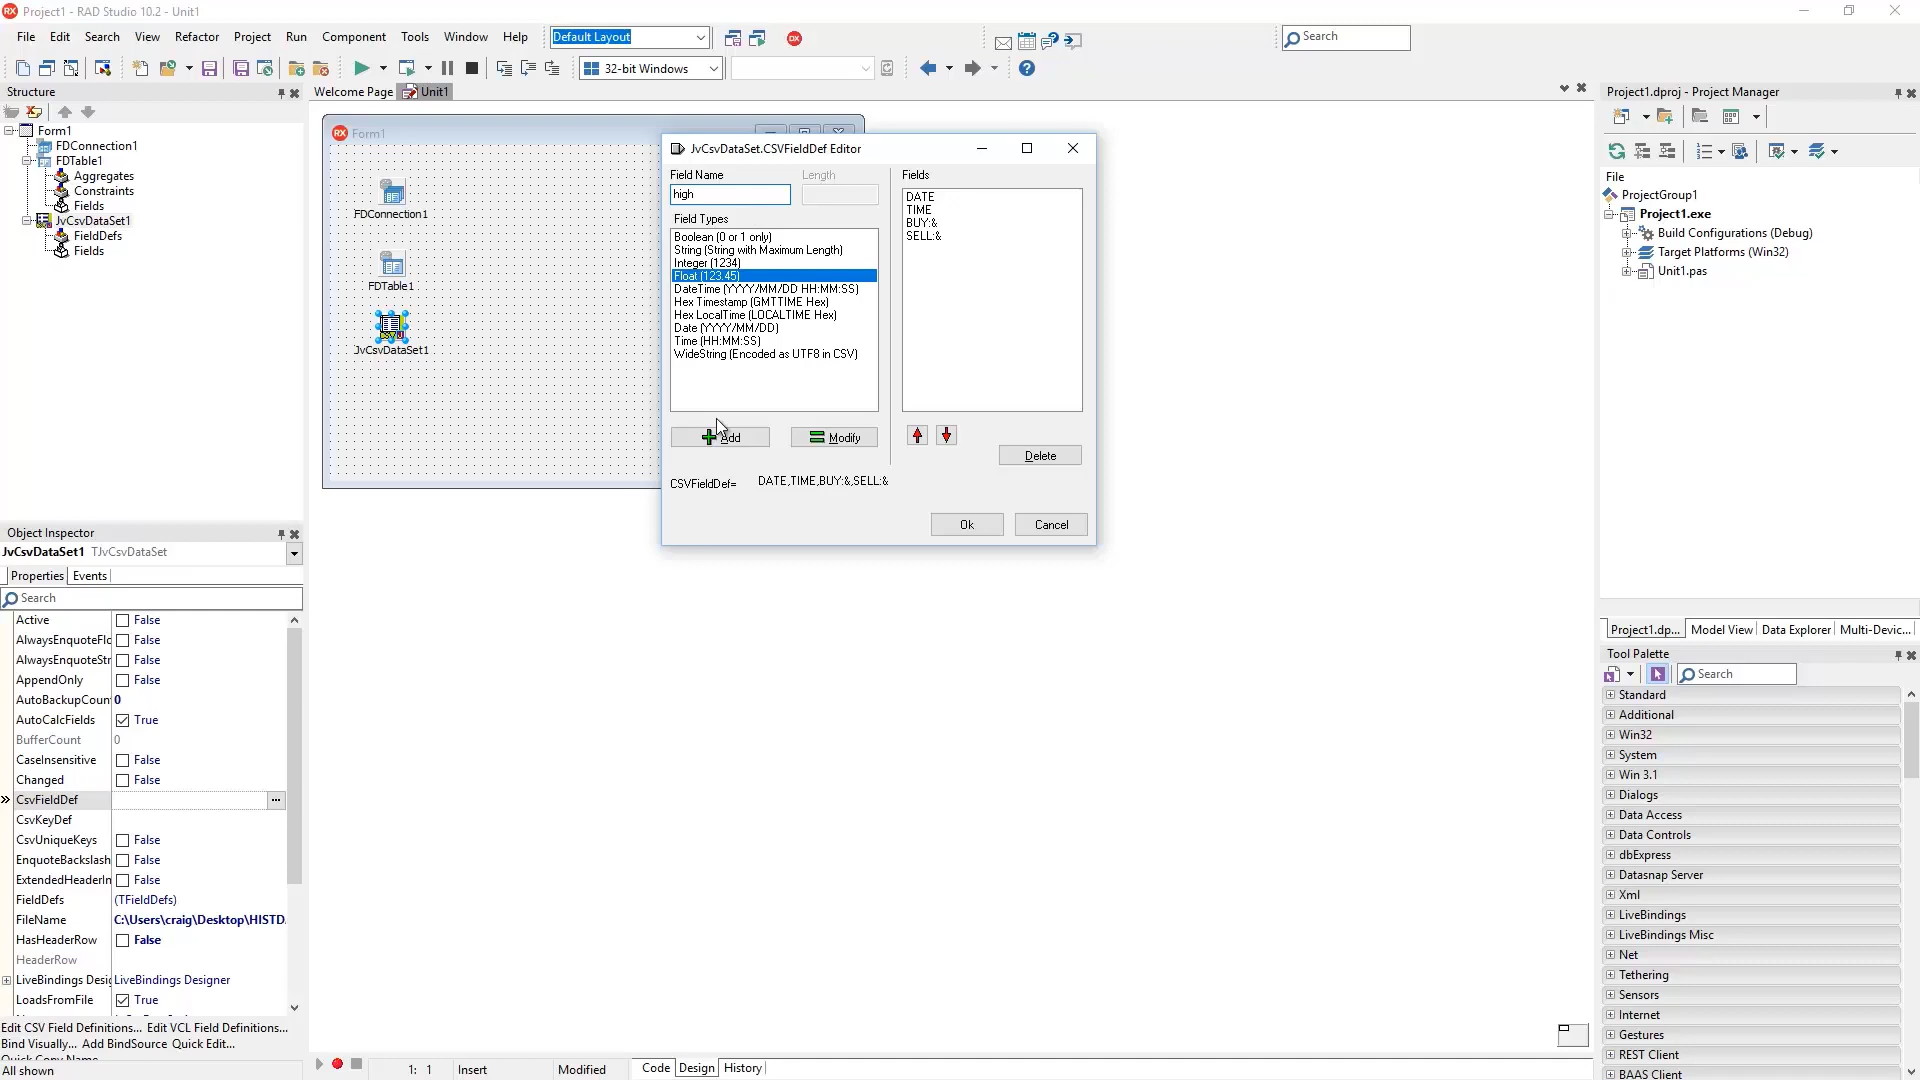 Project1 - RAD Studio 10.2 - Unit1
File Edit Search View Refactor Project Run Component Tools Window Help Default Layout Search
32-bit Windows
Structure
Welcome Page Unit1
Form1
FDConnection1
FDTable1
Aggregates
Constraints
Fields
JvCsvDataSet1
FieldDefs
Fields
Form1
FDConnection1
FDTable1
JvCsvDataSet1
JvCsvDataSet.CSVFieldDef Editor
Field Name Length Fields
high
Field Types
Boolean (0 or 1 only)
String (String with Maximum Length)
Integer (1234)
Float (123.45)
DateTime (YYYY/MM/DD HH:MM:SS)
Hex Timestamp (GMTTIME Hex)
Hex LocalTime (LOCALTIME Hex)
Date (YYYY/MM/DD)
Time (HH:MM:SS)
WideString (Encoded as UTF8 in CSV)
DATE
TIME
BUY:&
SELL:&
Add Modify
Delete
CSVFieldDef= DATE,TIME,BUY:&,SELL:&
Ok Cancel
Project1.dproj - Project Manager
File
ProjectGroup1
Project1.exe
Build Configurations (Debug)
Target Platforms (Win32)
Unit1.pas
Object Inspector
JvCsvDataSet1 TJvCsvDataSet
Properties Events
Search
Active False
AlwaysEnquoteFlo False
AlwaysEnquoteStr False
AppendOnly False
AutoBackupCoun 0
AutoCalcFields True
BufferCount 0
CaseInsensitive False
Changed False
CsvFieldDef ...
CsvKeyDef
CsvUniqueKeys False
EnquoteBackslash False
ExtendedHeaderIn False
FieldDefs (TFieldDefs)
FileName C:\Users\craig\Desktop\HISTD.
HasHeaderRow False
HeaderRow
LiveBindings Desig LiveBindings Designer
LoadsFromFile True
Edit CSV Field Definitions... Edit VCL Field Definitions...
Bind Visually... Add BindSource Quick Edit...
Quick Copy Name
All shown
1: 1 Insert Modified Code Design History
Project1.dp... Model View Data Explorer Multi-Devic...
Tool Palette
Search
Standard
Additional
Win32
System
Win 3.1
Dialogs
Data Access
Data Controls
dbExpress
Datasnap Server
Xml
LiveBindings
LiveBindings Misc
Net
Tethering
Sensors
Internet
Gestures
REST Client
BAAS Client